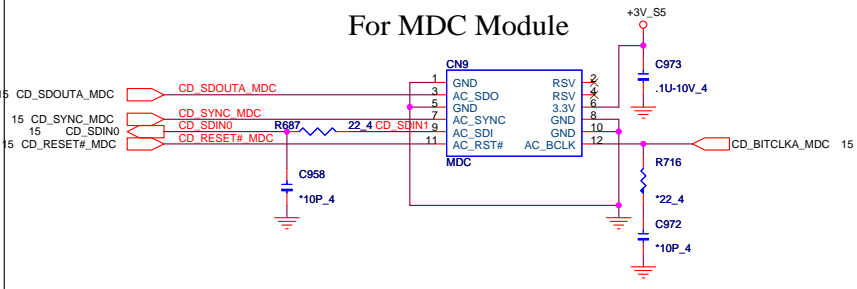 For MDC Module
+3V_S5
CN9
C973
.1U-10V_4
1 GND RSV 2
15 CD_SDOUTA_MDC CD_SDOUTA_MDC 3 AC_SDO RSV 4
5 GND 3.3V 6
15 CD_SYNC_MDC CD_SYNC_MDC 7 AC_SYNC GND 8
15 CD_SDIN0 CD_SDIN0 R687 22_4 CD_SDIN1 9 AC_SDI GND 10
15 CD_RESET#_MDC CD_RESET#_MDC 11 AC_RST# AC_BCLK 12 CD_BITCLKA_MDC 15
MDC
R716
*22_4
C958
*10P_4
C972
*10P_4